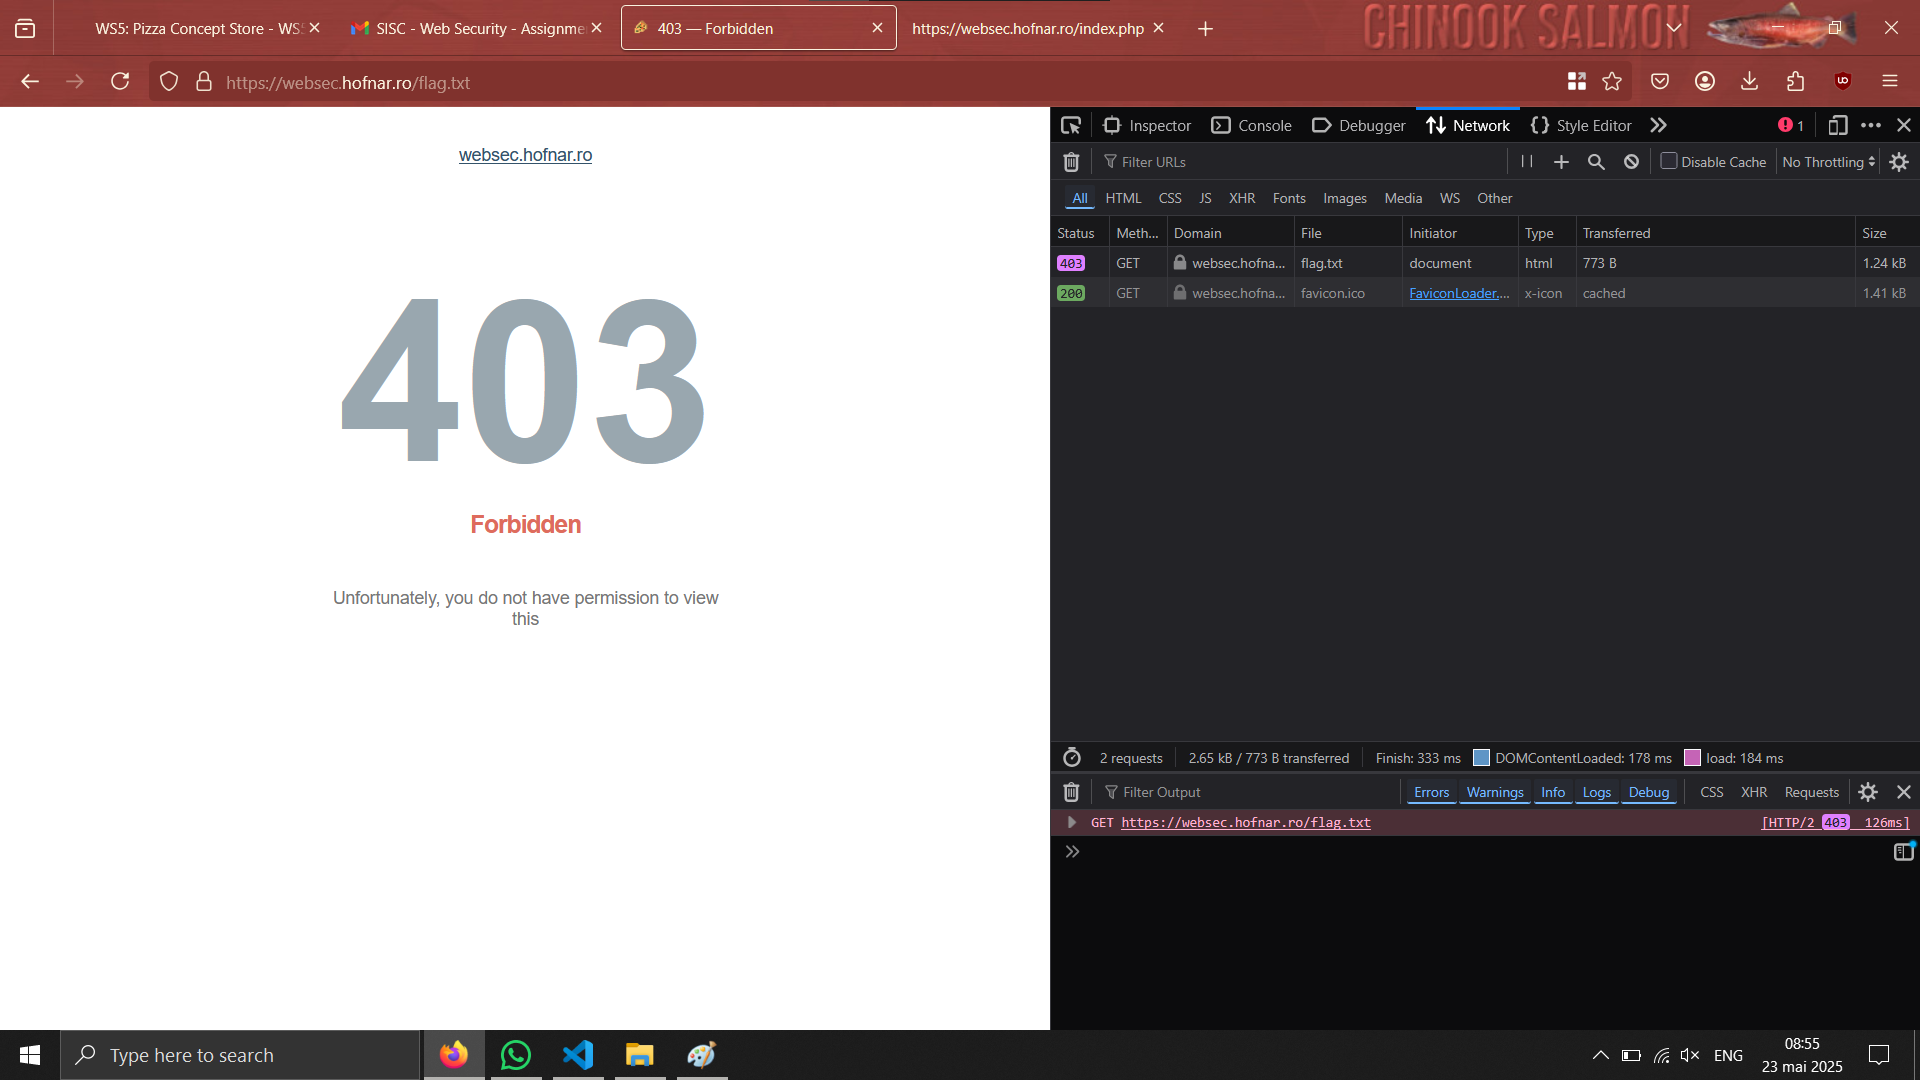 WS5: Pizza Concept Store - WS
SISC - Web Security - Assignme
403 — Forbidden
https://websec.hofnar.ro/index.php
CHINOOK SALMON
https://websec.hofnar.ro/flag.txt
websec.hofnar.ro
403
Forbidden
Unfortunately, you do not have permission to view
this
Inspector
Console
Debugger
Network
Style Editor
1
Filter URLs
Disable Cache
No Throttling
All
HTML
CSS
JS
XHR
Fonts
Images
Media
WS
Other
Status
Meth...
Domain
File
Initiator
Type
Transferred
Size
403
GET
websec.hofna...
flag.txt
document
html
773 B
1.24 kB
200
GET
websec.hofna...
favicon.ico
FaviconLoader....
x-icon
cached
1.41 kB
2 requests
2.65 kB / 773 B transferred
Finish: 333 ms
DOMContentLoaded: 178 ms
load: 184 ms
Filter Output
Errors
Warnings
Info
Logs
Debug
CSS
XHR
Requests
GET https://websec.hofnar.ro/flag.txt
[HTTP/2 403 126ms]
Type here to search
ENG
08:55
23 mai 2025